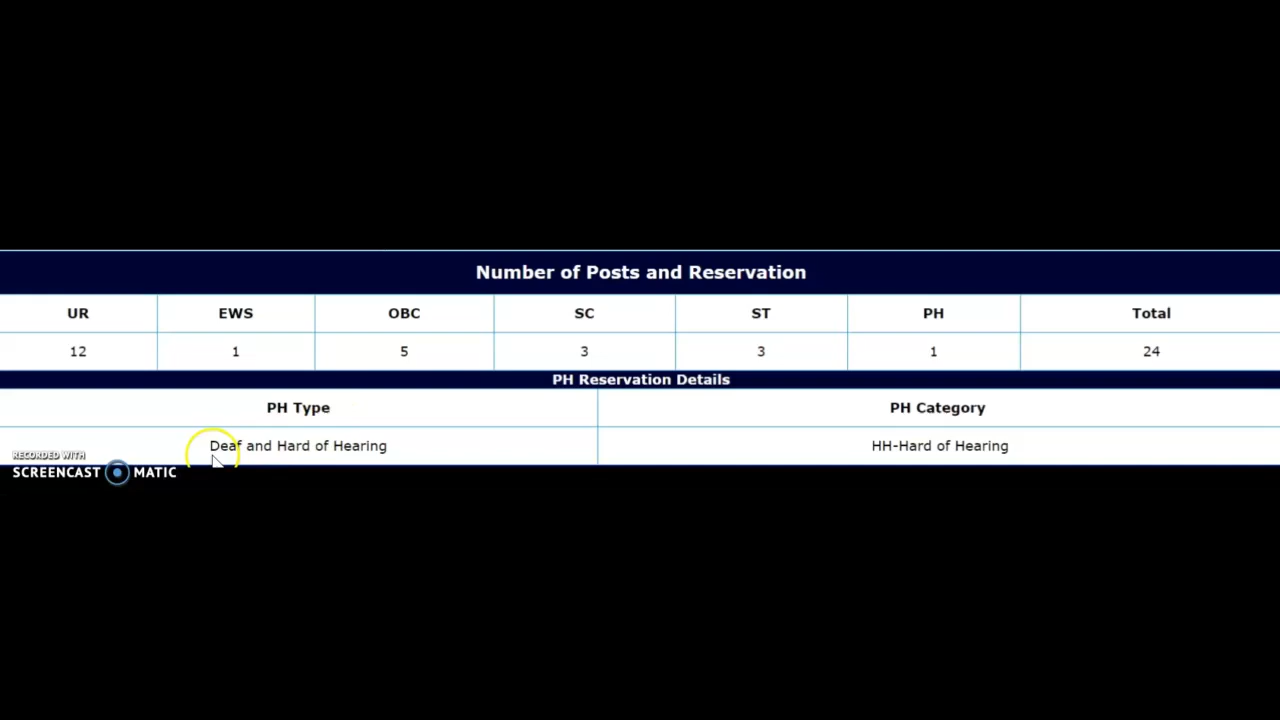 Number of Posts and Reservation
UR EWS OBC SC ST PH Total
12 1 5 3 3 1 24
PH Reservation Details
PH Type PH Category
Deaf and Hard of Hearing HH-Hard of Hearing
RECORDED WITH
SCREENCAST MATIC